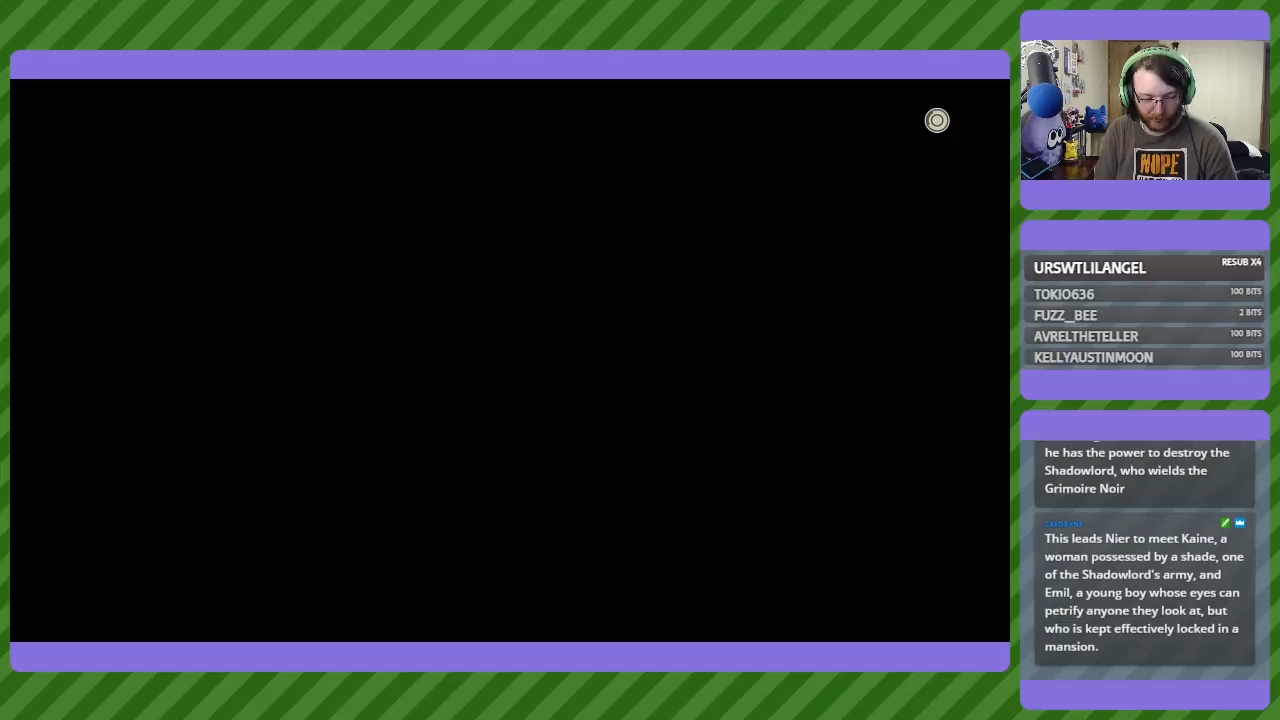 NOPE
URSWTLILANGEL RESUB X4
TOKIO636 100 BITS
FUZZ__BEE 2 BITS
AVRELTHETELLER 100 BITS
KELLYAUSTINMOON 100 BITS
he has the power to destroy the
Shadowlord, who wields the
Grimoire Noir
This leads Nier to meet Kaine, a
woman possessed by a shade, one
of the Shadowlord's army, and
Emil, a young boy whose eyes can
petrify anyone they look at, but
who is kept effectively locked in a
mansion.